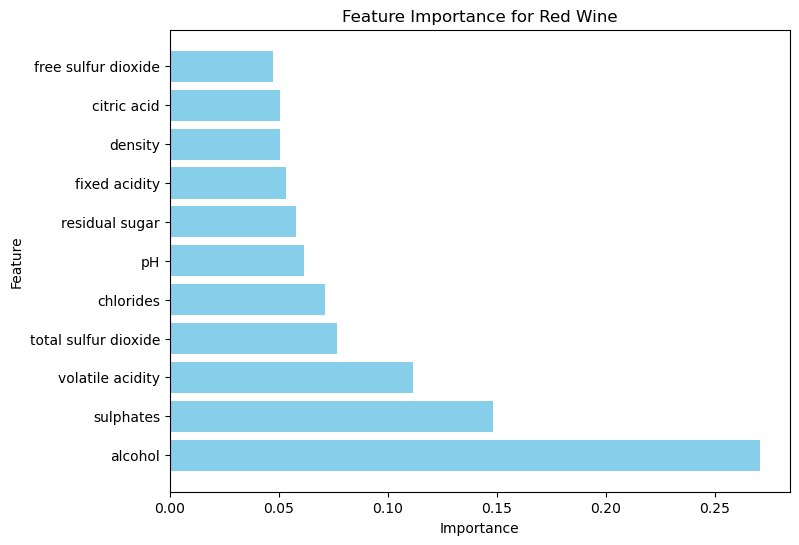 Feature Importance for Red Wine
free sulfur dioxide
citric acid
density
fixed acidity
residual sugar
pH
chlorides
total sulfur dioxide
volatile acidity
sulphates
alcohol
Feature
0.00 0.05 0.10 0.15 0.20 0.25
Importance